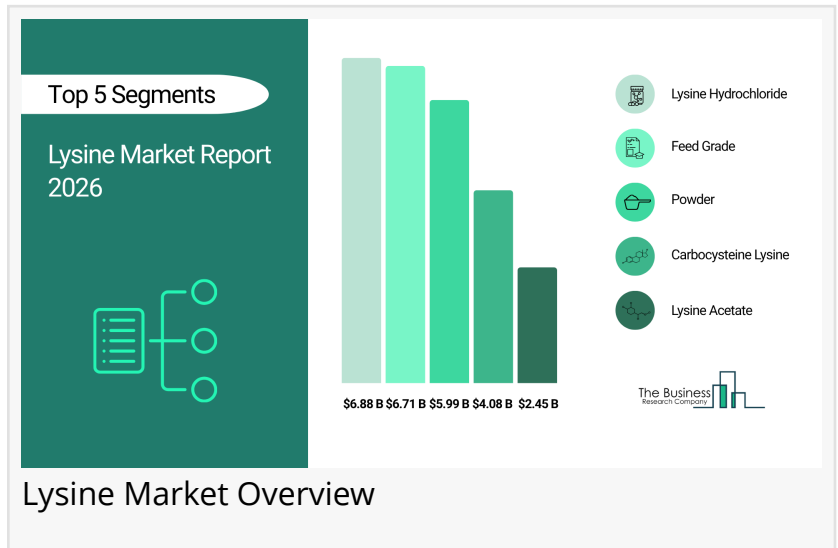 Top 5 Segments
Lysine Market Report
2026
$6.88 B $6.71 B $5.99 B $4.08 B $2.45 B
Lysine Hydrochloride
Feed Grade
Powder
Carbocysteine Lysine
Lysine Acetate
The Business
Research Company
Lysine Market Overview